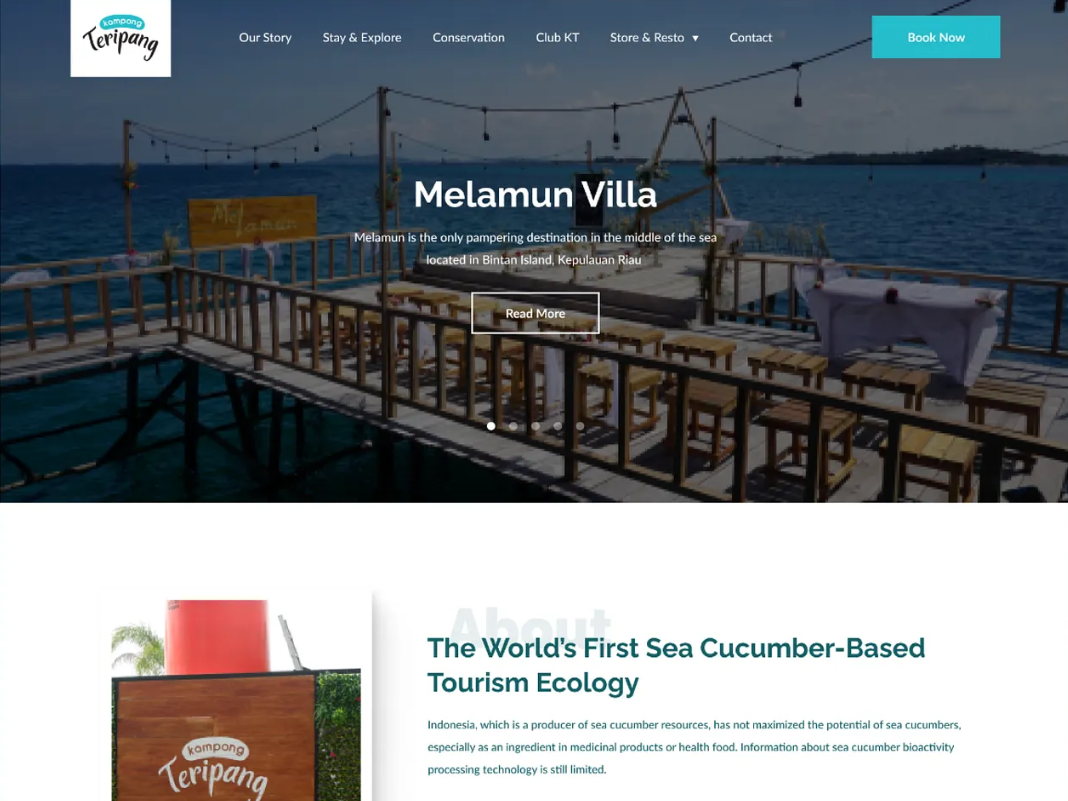 kampong
Teripang
Our Story
Stay & Explore
Conservation
Club KT
Store & Resto
Contact
Book Now
Melamun Villa
Melamun
Melamun is the only pampering destination in the middle of the sea
located in Bintan Island, Kepulauan Riau
Read More
About
The World's First Sea Cucumber-Based
Tourism Ecology
Indonesia, which is a producer of sea cucumber resources, has not maximized the potential of sea cucumbers,
especially as an ingredient in medicinal products or health food. Information about sea cucumber bioactivity
processing technology is still limited.
kampong
Teripang